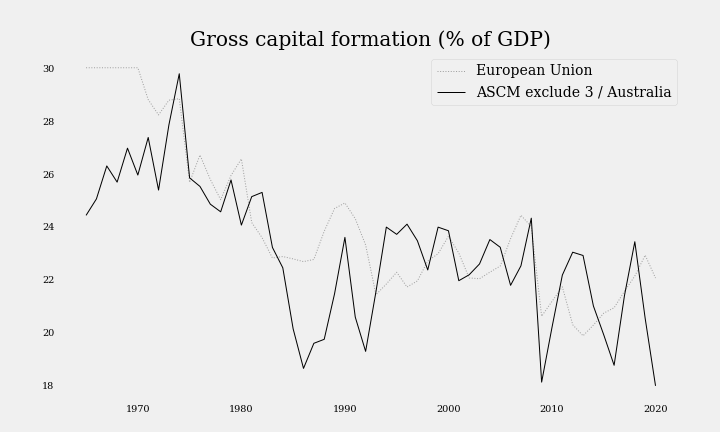 Gross capital formation (% of GDP)
European Union
ASCM exclude 3 / Australia
30
28
26
24
22
20
18
1970 1980 1990 2000 2010 2020